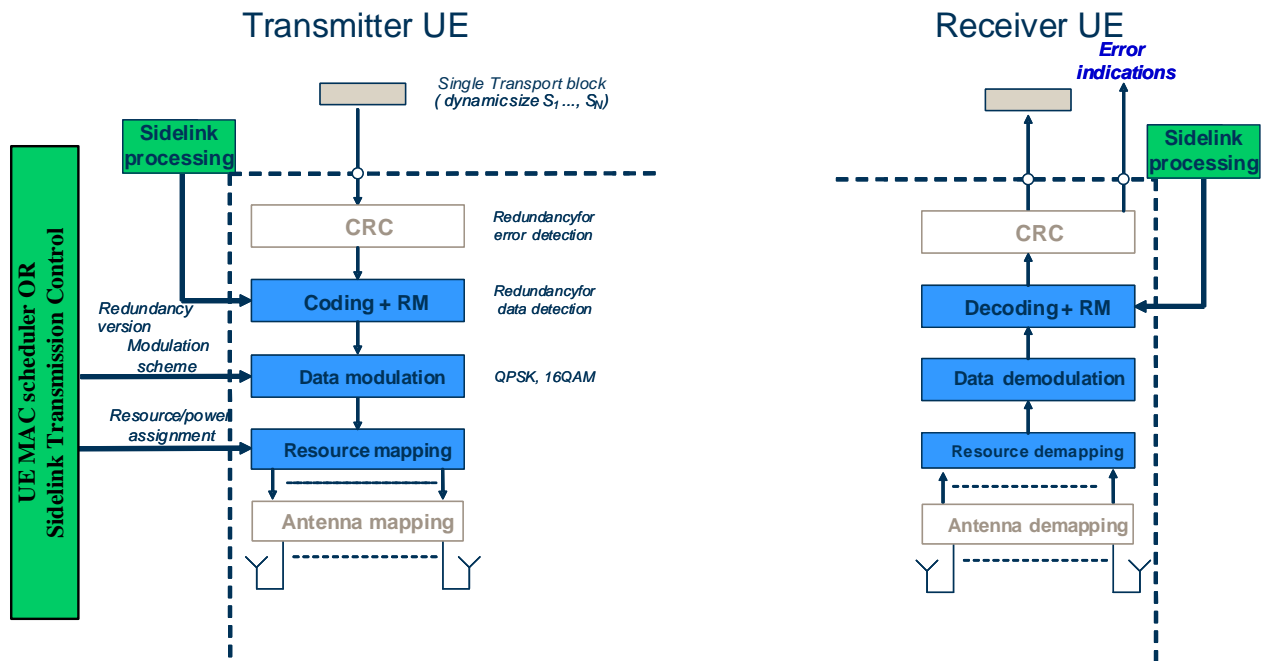 Transmitter UE
Receiver UE
Single Transport block
( dynamic size S1 ..., SN)
Error
indications
Sidelink
processing
Sidelink
processing
UE MAC scheduler OR
Sidelink Transmission Control
CRC
Redundancyfor
error detection
CRC
Coding + RM
Redundancyfor
data detection
Decoding + RM
Redundancy
version
Modulation
scheme
Data modulation
QPSK, 16QAM
Data demodulation
Resource/power
assignment
Resource mapping
Resource demapping
Antenna mapping
Antenna demapping